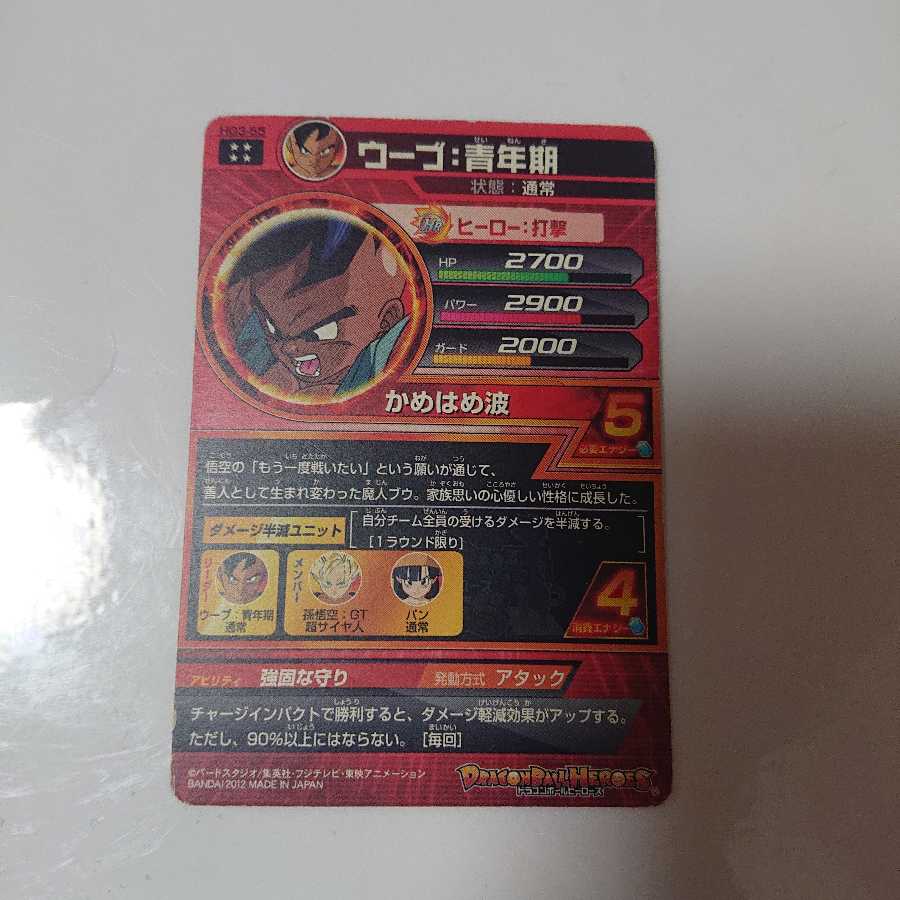 HG3-55
ウーブ:青年期
状態:通常
ヒーロー:打撃
HP 2700
パワー 2900
ガード 2000
かめはめ波
5
必要エナジー
悟空の「もう一度戦いたい」という願いが通じて、
善人として生まれ変わった魔人ブウ。家族思いの心優しい性格に成長した。
ダメージ半減ユニット
自分チーム全員の受けるダメージを半減する。
[1ラウンド限り]
リーダー
ウーブ:青年期
通常
メンバー
孫悟空:GT
超サイヤ人
パン
通常
4
消費エナジー
アビリティ 強固な守り 発動方式 アタック
チャージインパクトで勝利すると、ダメージ軽減効果がアップする。
ただし、90%以上にはならない。[毎回]
©バードスタジオ/集英社・フジテレビ・東映アニメーション
BANDAI 2012 MADE IN JAPAN
DRAGONBALL HEROES
ドラゴンボールヒーローズ